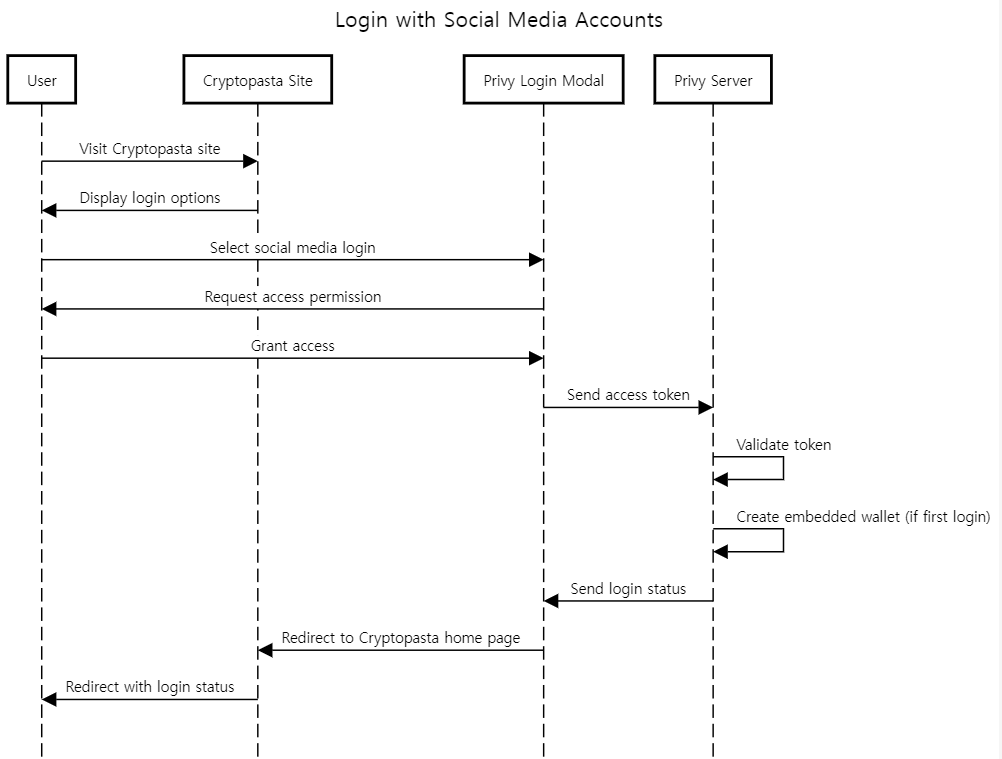 Login with Social Media Accounts
User
Cryptopasta Site
Privy Login Modal
Privy Server
Visit Cryptopasta site
Display login options
Select social media login
Request access permission
Grant access
Send access token
Validate token
Create embedded wallet (if first login)
Send login status
Redirect to Cryptopasta home page
Redirect with login status